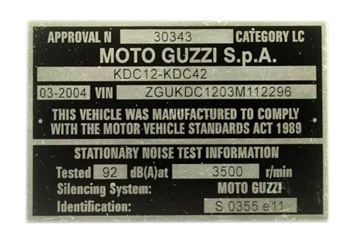 APPROVAL N 30343 CATEGORY LC
MOTO GUZZI S.p.A.
KDC12-KDC42
03-2004 VIN ZGUKDC1203M112296
THIS VEHICLE WAS MANUFACTURED TO COMPLY
WITH THE MOTOR VEHICLE STANDARDS ACT 1989
STATIONARY NOISE TEST INFORMATION
Tested 92 dB(A)at 3500 r/min
Silencing System: MOTO GUZZI
Identification: S 0355 e11